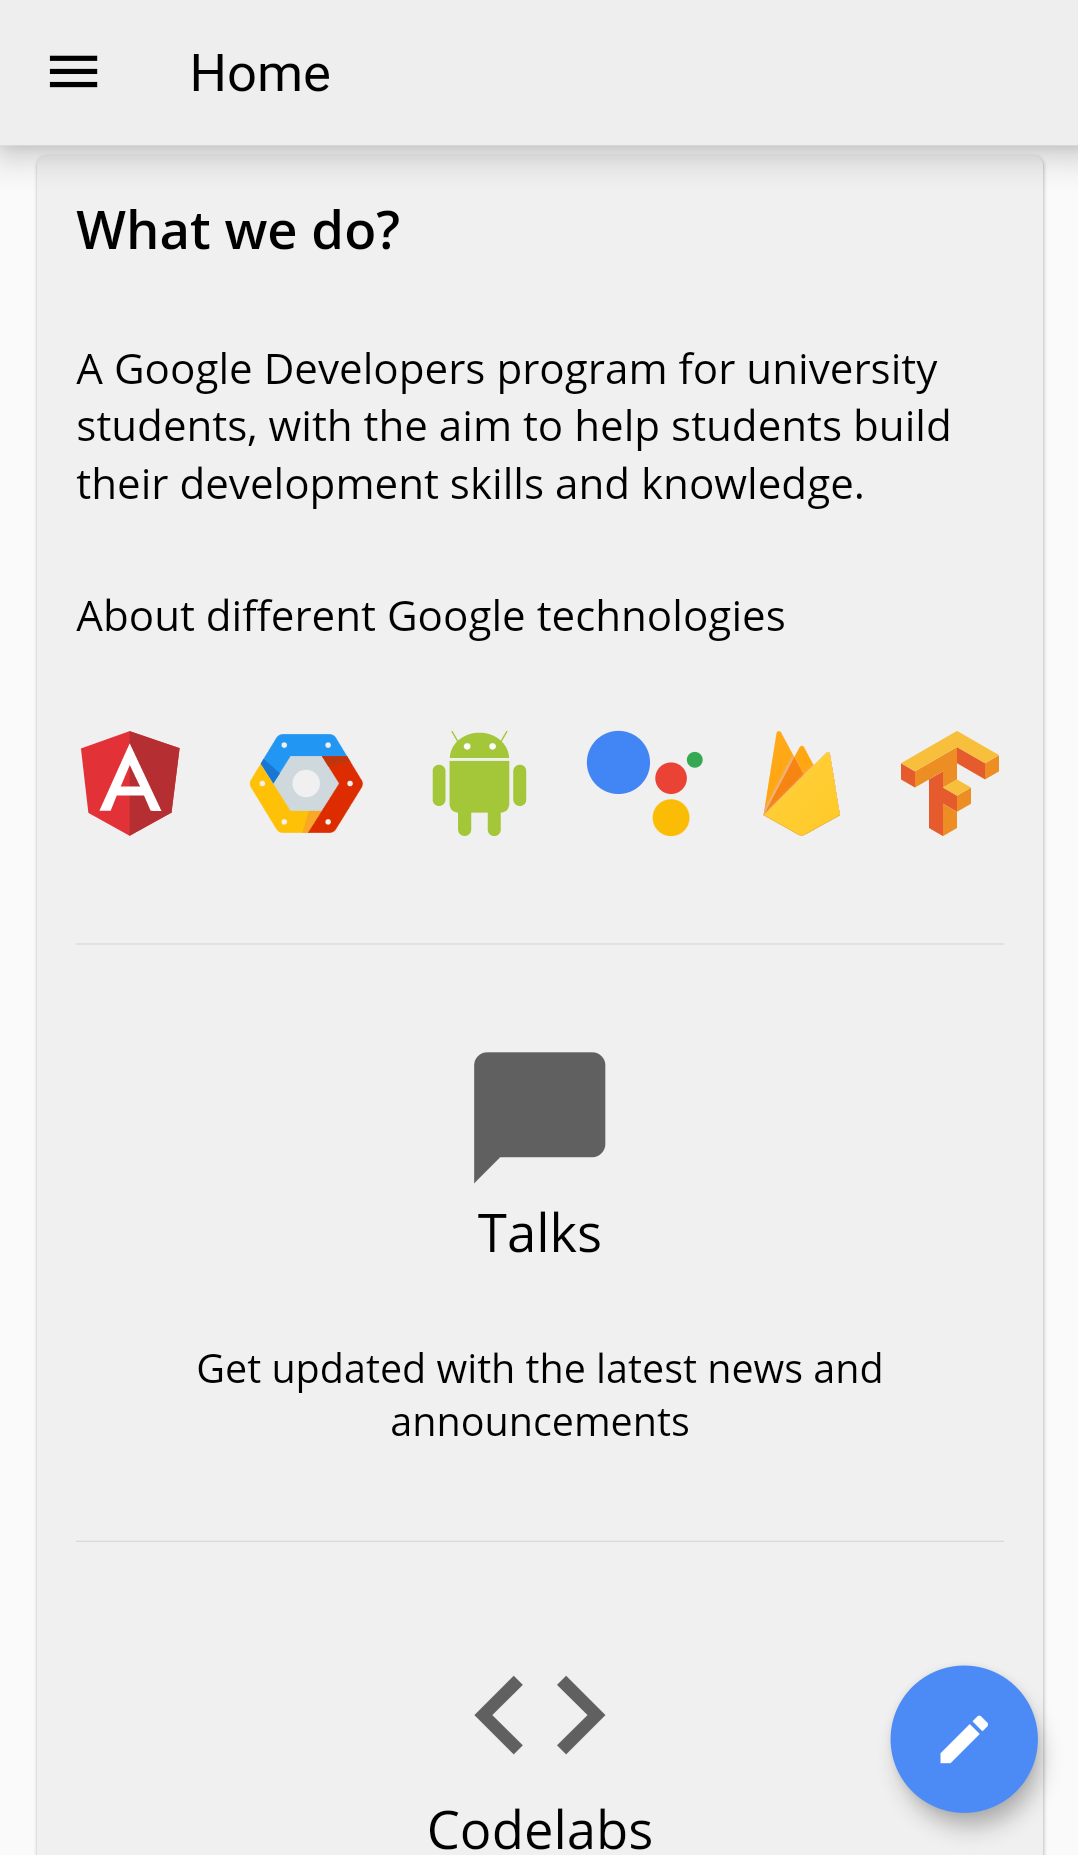 Home
What we do?
A Google Developers program for university
students, with the aim to help students build
their development skills and knowledge.
About different Google technologies
Talks
Get updated with the latest news and
announcements
Codelabs